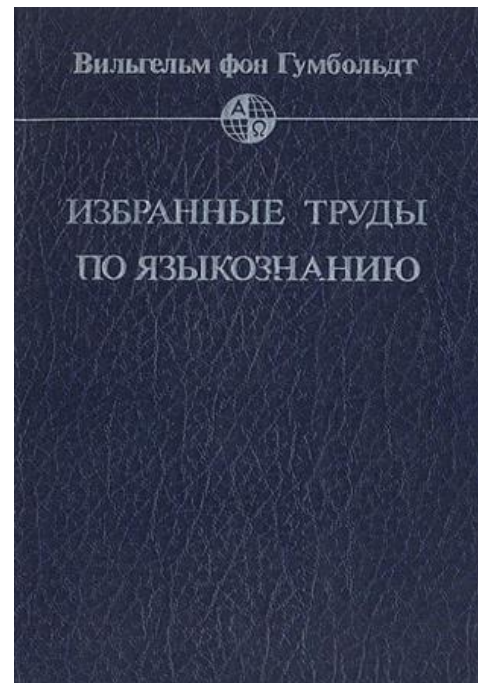 Вильгельм фон Гумбольдт
Α
Ω
ИЗБРАННЫЕ ТРУДЫ
ПО ЯЗЫКОЗНАНИЮ